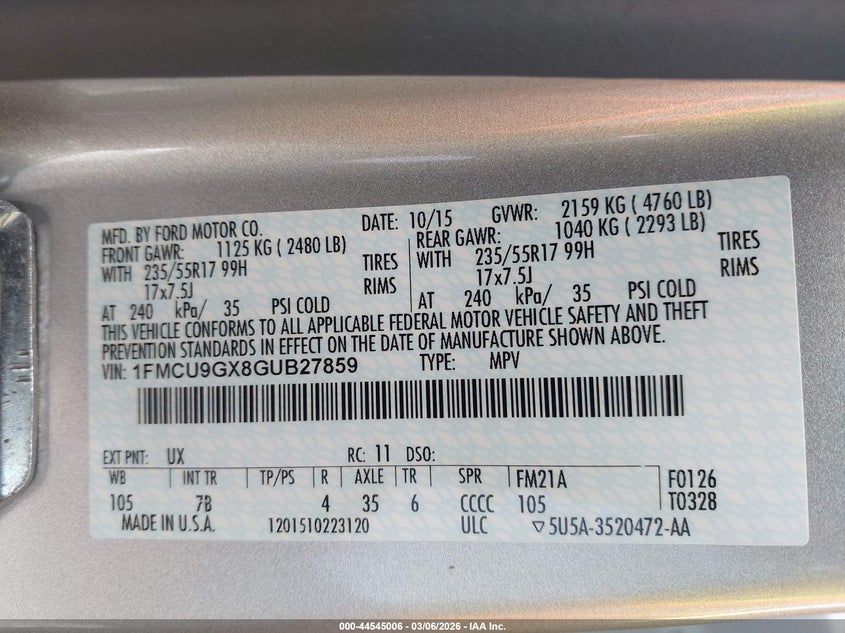 MFD. BY FORD MOTOR CO. DATE: 10/15 GVWR: 2159 KG ( 4760 LB)
FRONT GAWR: 1125 KG ( 2480 LB) REAR GAWR: 1040 KG ( 2293 LB)
WITH 235/55R17 99H TIRES WITH 235/55R17 99H TIRES
17x7.5J RIMS 17x7.5J RIMS
AT 240 kPa/ 35 PSI COLD AT 240 kPa/ 35 PSI COLD
THIS VEHICLE CONFORMS TO ALL APPLICABLE FEDERAL MOTOR VEHICLE SAFETY AND THEFT
PREVENTION STANDARDS IN EFFECT ON THE DATE OF MANUFACTURE SHOWN ABOVE.
VIN: 1FMCU9GX8GUB27859 TYPE: MPV
EXT PNT: UX RC: 11 DSO:
WB INT TR TP/PS R AXLE TR SPR FM21A F0126
105 7B 4 35 6 CCCC 105 T0328
MADE IN U.S.A. 1201510223120 ULC ▽5U5A-3520472-AA
000-44545006 - 03/06/2026 - IAA Inc.